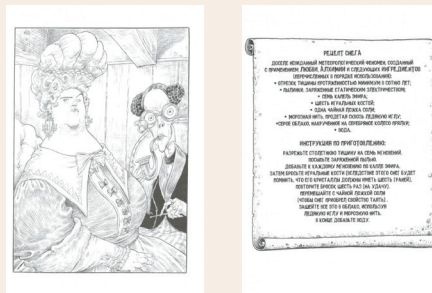 РЕЦЕПТ СНЕГА
ДОСЕЛЕ НЕВИДАННЫЙ МЕТЕОРОЛОГИЧЕСКИЙ ФЕНОМЕН, СОЗДАННЫЙ
С ПРИМЕНЕНИЕМ ЛЮБВИ, АЛХИМИИ И СЛЕДУЮЩИХ ИНГРЕДИЕНТОВ
(ПЕРЕЧИСЛЕННЫХ В ПОРЯДКЕ ИСПОЛЬЗОВАНИЯ):
• ОТРЕЗОК ТИШИНЫ ПРОТЯЖЕННОСТЬЮ МИНИМУМ В СОТНЮ ЛЕТ;
• ПЫЛИНКИ, ЗАРЯЖЕННЫЕ СТАТИЧЕСКИМ ЭЛЕКТРИЧЕСТВОМ;
• СЕМЬ КАПЕЛЬ ЭФИРА;
• ШЕСТЬ ИГРАЛЬНЫХ КОСТЕЙ;
• ОДНА ЧАЙНАЯ ЛОЖКА СОЛИ;
• МОРОЗНАЯ НИТЬ, ПРОДЕТАЯ СКВОЗЬ ЛЕДЯНУЮ ИГЛУ;
• СЕРОЕ ОБЛАКО, НАКРУЧЕННОЕ НА СЕРЕБРЯНОЕ КОЛЕСО ПРЯЛКИ;
• ВОДА.
ИНСТРУКЦИЯ ПО ПРИГОТОВЛЕНИЮ:
РАЗРЕЖЬТЕ СТОЛЕТНЮЮ ТИШИНУ НА СЕМЬ МГНОВЕНИЙ.
ПОСЫПЬТЕ ЗАРЯЖЕННОЙ ПЫЛЬЮ.
ДОБАВЬТЕ К КАЖДОМУ МГНОВЕНИЮ ПО КАПЛЕ ЭФИРА.
ЗАТЕМ БРОСЬТЕ ИГРАЛЬНЫЕ КОСТИ (ВСЛЕДСТВИЕ ЭТОГО СНЕГ БУДЕТ
ПОМНИТЬ, ЧТО ЕГО КРИСТАЛЛЫ ДОЛЖНЫ ИМЕТЬ ШЕСТЬ ГРАНЕЙ).
ПОВТОРИТЕ БРОСОК ШЕСТЬ РАЗ (НА УДАЧУ).
ПЕРЕМЕШАЙТЕ С ЧАЙНОЙ ЛОЖКОЙ СОЛИ
(ЧТОБЫ СНЕГ ПРИОБРЕЛ СВОЙСТВО ТАЯТЬ).
ЗАШЕЙТЕ ВСЕ ЭТО В ОБЛАКО, ИСПОЛЬЗУЯ
ЛЕДЯНУЮ ИГЛУ И МОРОЗНУЮ НИТЬ.
В КОНЦЕ ДОБАВЬТЕ ВОДУ.